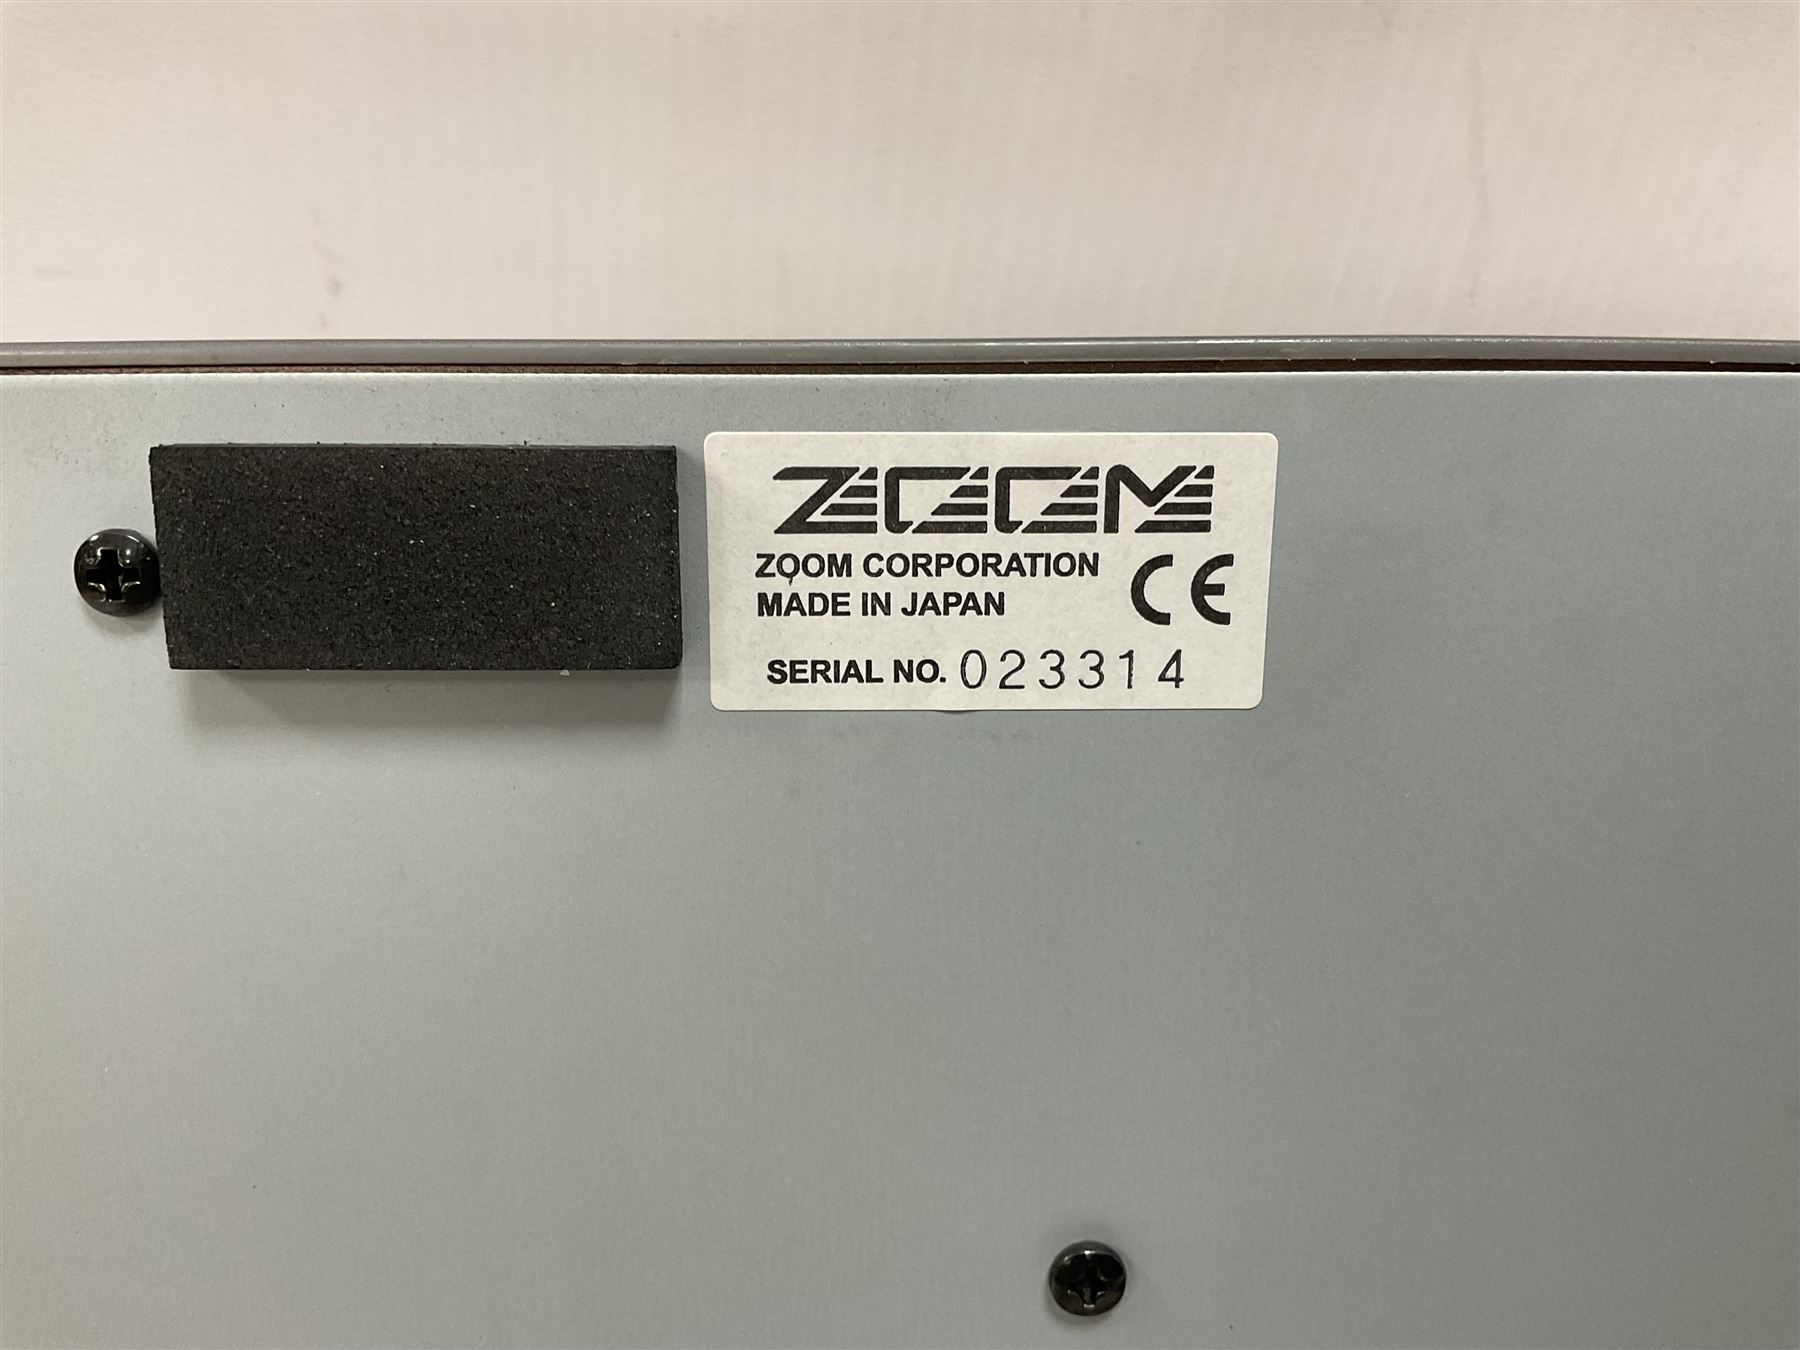 ZOOM
ZOOM CORPORATION
MADE IN JAPAN
CE
SERIAL NO. 023314